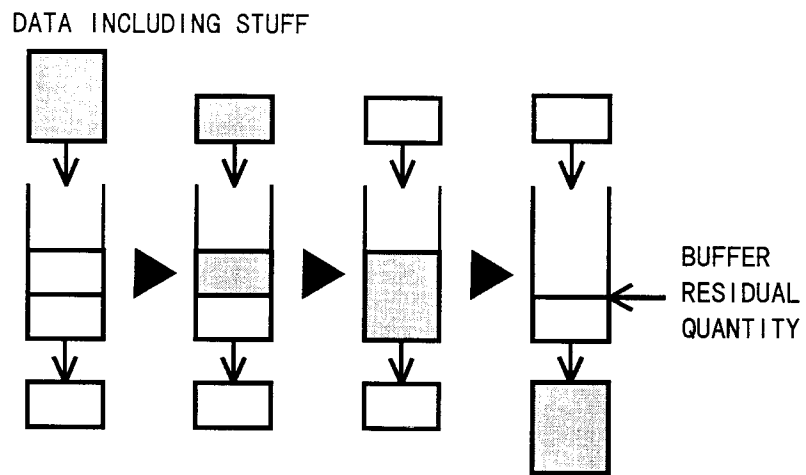 DATA INCLUDING STUFF
BUFFER
RESIDUAL
QUANTITY